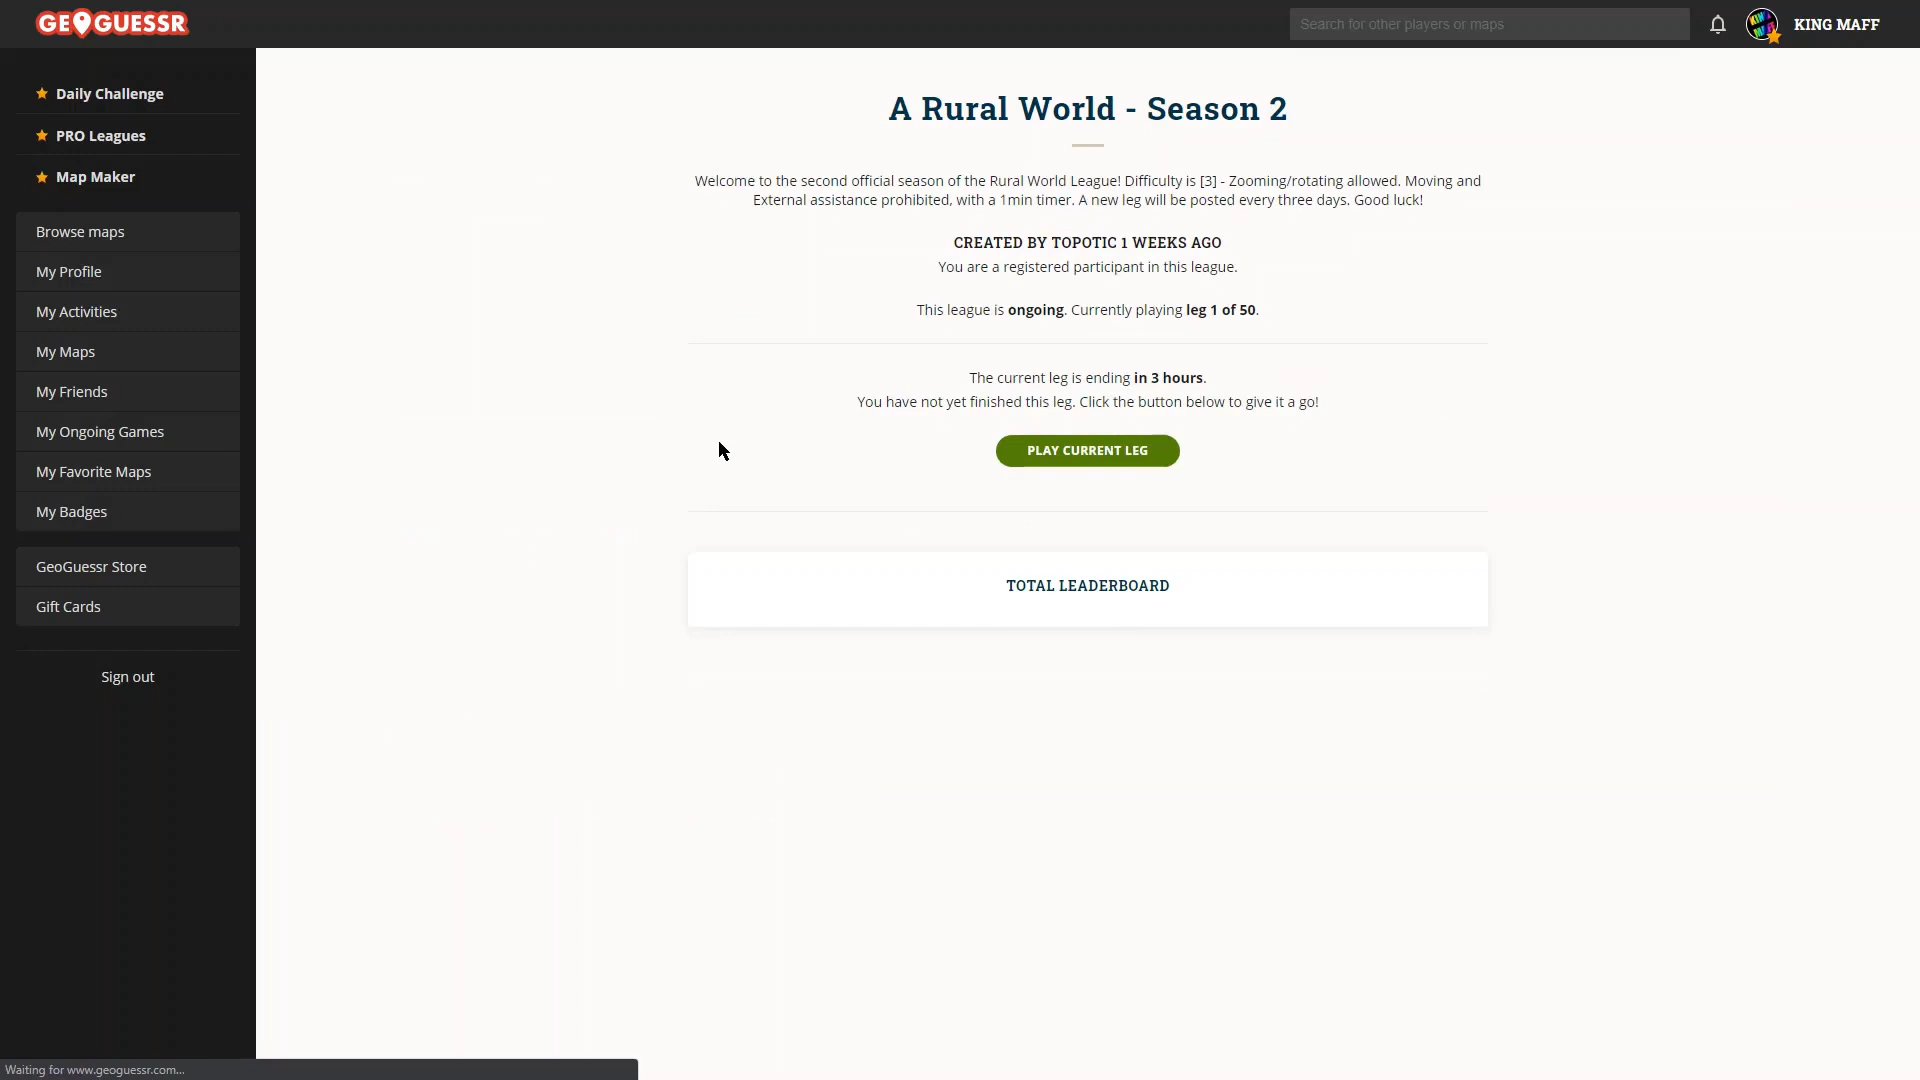 GEOGUESSR
Search for other players or maps
KING MAFF
Daily Challenge
PRO Leagues
Map Maker
Browse maps
My Profile
My Activities
My Maps
My Friends
My Ongoing Games
My Favorite Maps
My Badges
GeoGuessr Store
Gift Cards
Sign out
A Rural World - Season 2
Welcome to the second official season of the Rural World League! Difficulty is [3] - Zooming/rotating allowed. Moving and
External assistance prohibited, with a 1min timer. A new leg will be posted every three days. Good luck!
CREATED BY TOPOTIC 1 WEEKS AGO
You are a registered participant in this league.
This league is ongoing. Currently playing leg 1 of 50.
The current leg is ending in 3 hours.
You have not yet finished this leg. Click the button below to give it a go!
PLAY CURRENT LEG
TOTAL LEADERBOARD
Waiting for www.geoguessr.com...